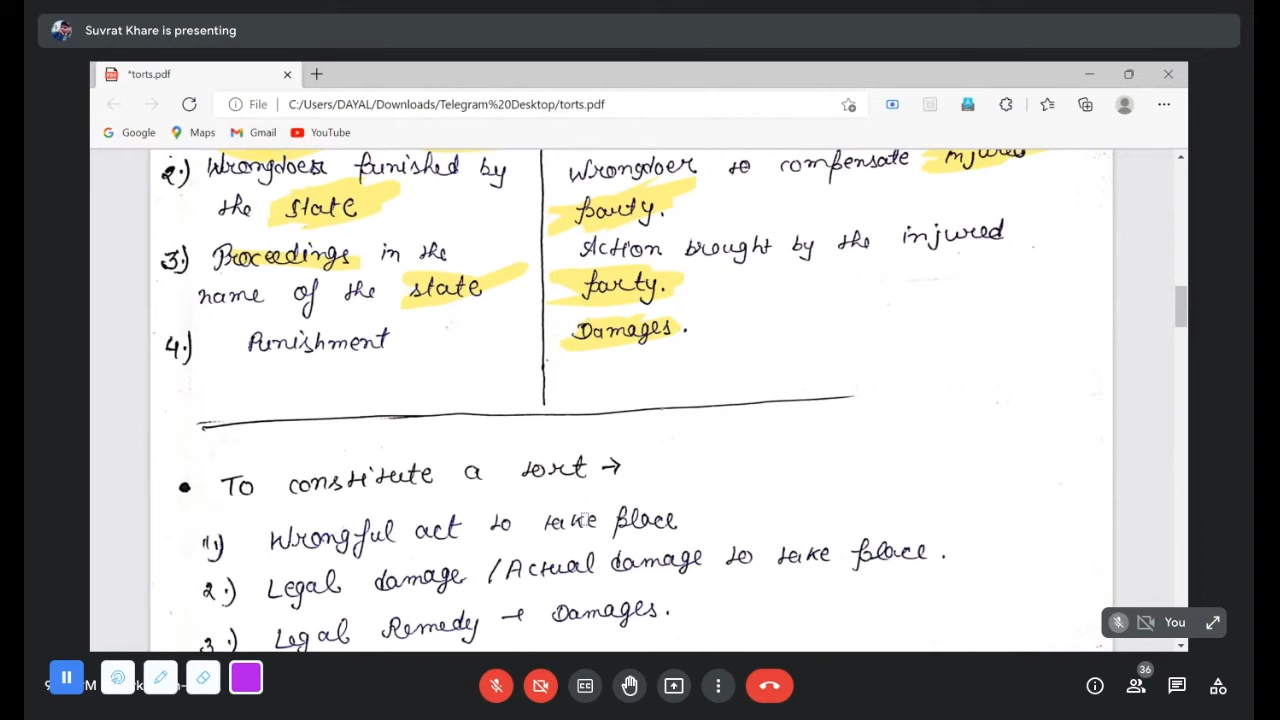 Suvrat Khare is presenting
*torts.pdf
File C:/Users/DAYAL/Downloads/Telegram%20Desktop/torts.pdf
Google Maps Gmail YouTube
2.) Wrongdoer punished by
the state
3.) Proceedings in the
name of the state
4.) Punishment
Wrongdoer to compensate injured
party.
Action brought by the injured
party.
Damages.
• To constitute a tort →
1) Wrongful act to take place
2.) Legal damage / Actual damage to take place.
3.) Legal Remedy → Damages.
You
36